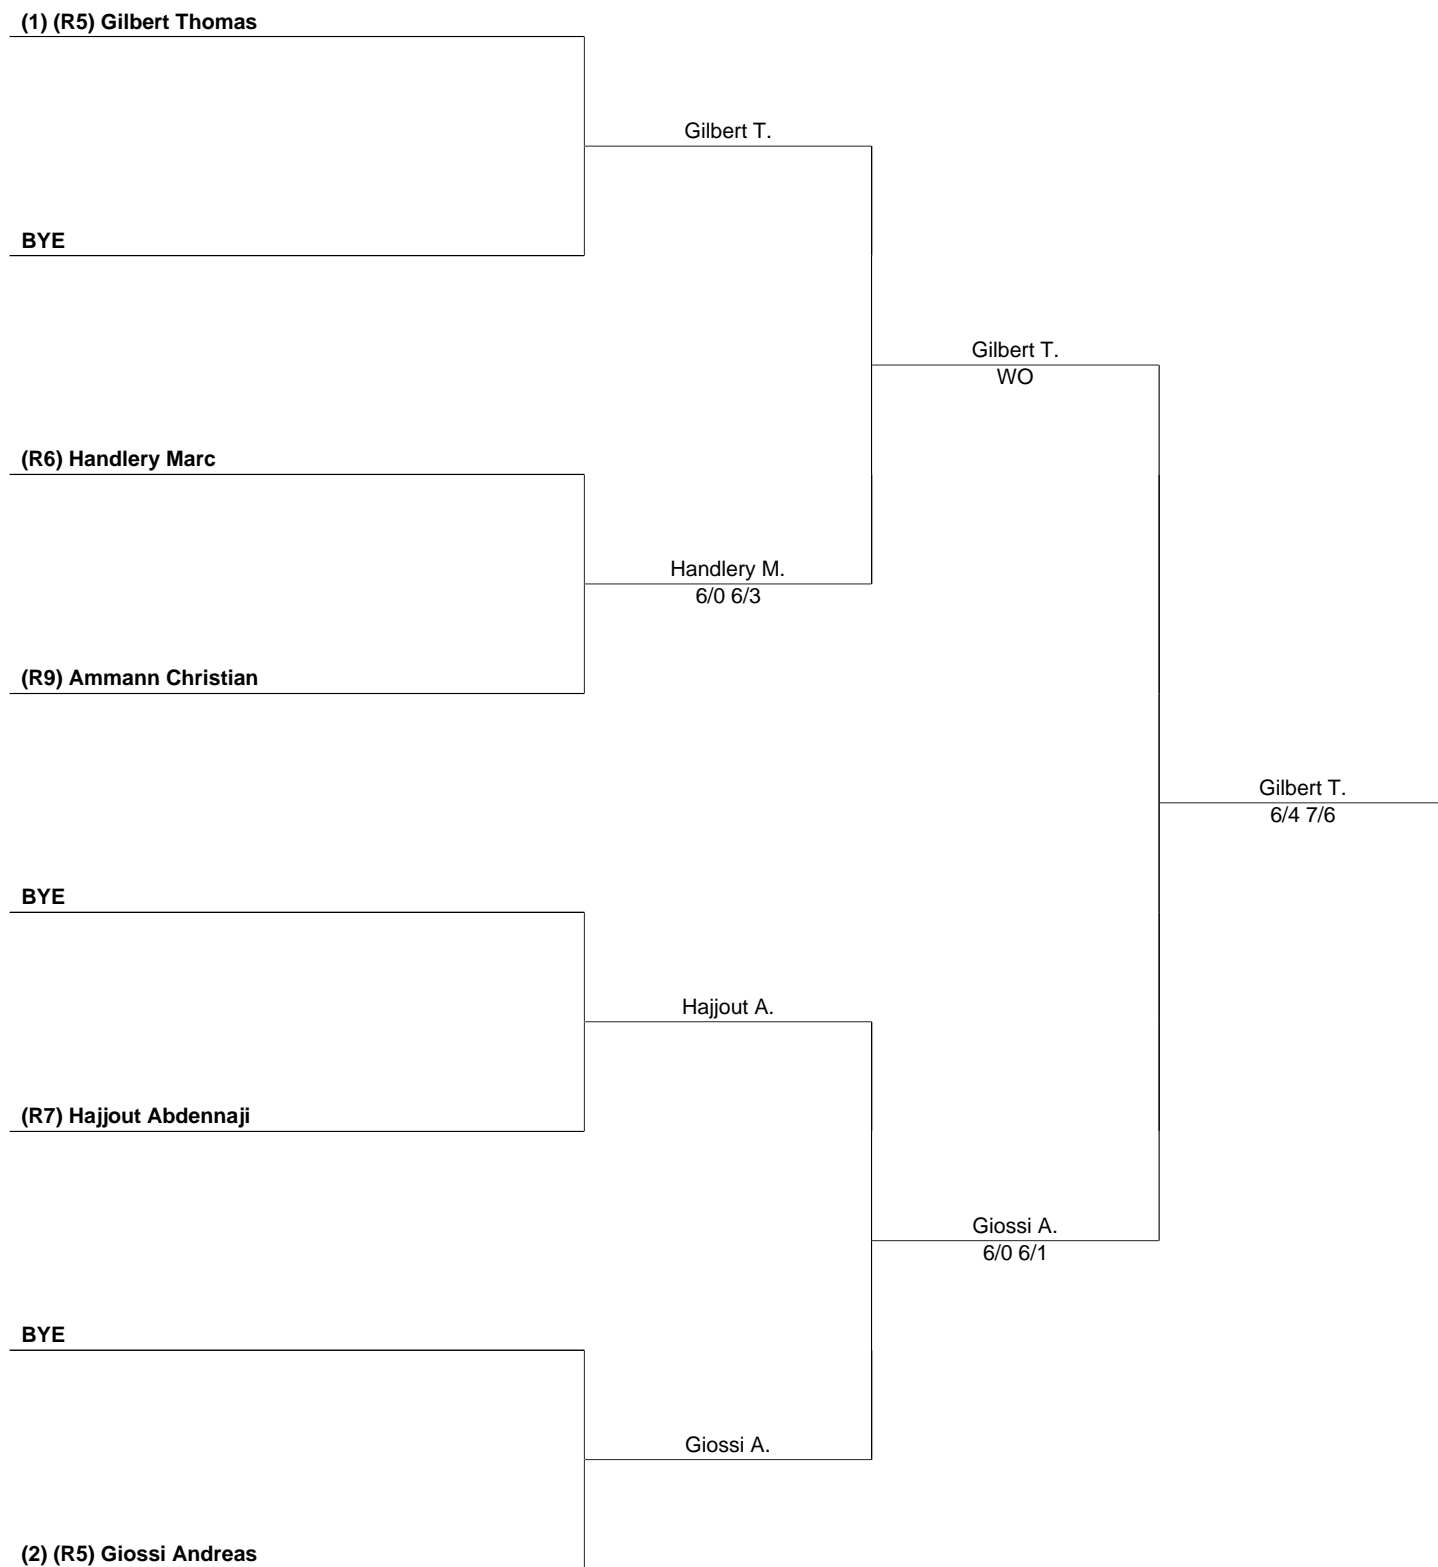 (1) (R5) Gilbert Thomas
Gilbert T.
BYE
Gilbert T.
WO
(R6) Handlery Marc
Handlery M.
6/0 6/3
(R9) Ammann Christian
Gilbert T.
6/4 7/6
BYE
Hajjout A.
(R7) Hajjout Abdennaji
Giossi A.
6/0 6/1
BYE
Giossi A.
(2) (R5) Giossi Andreas